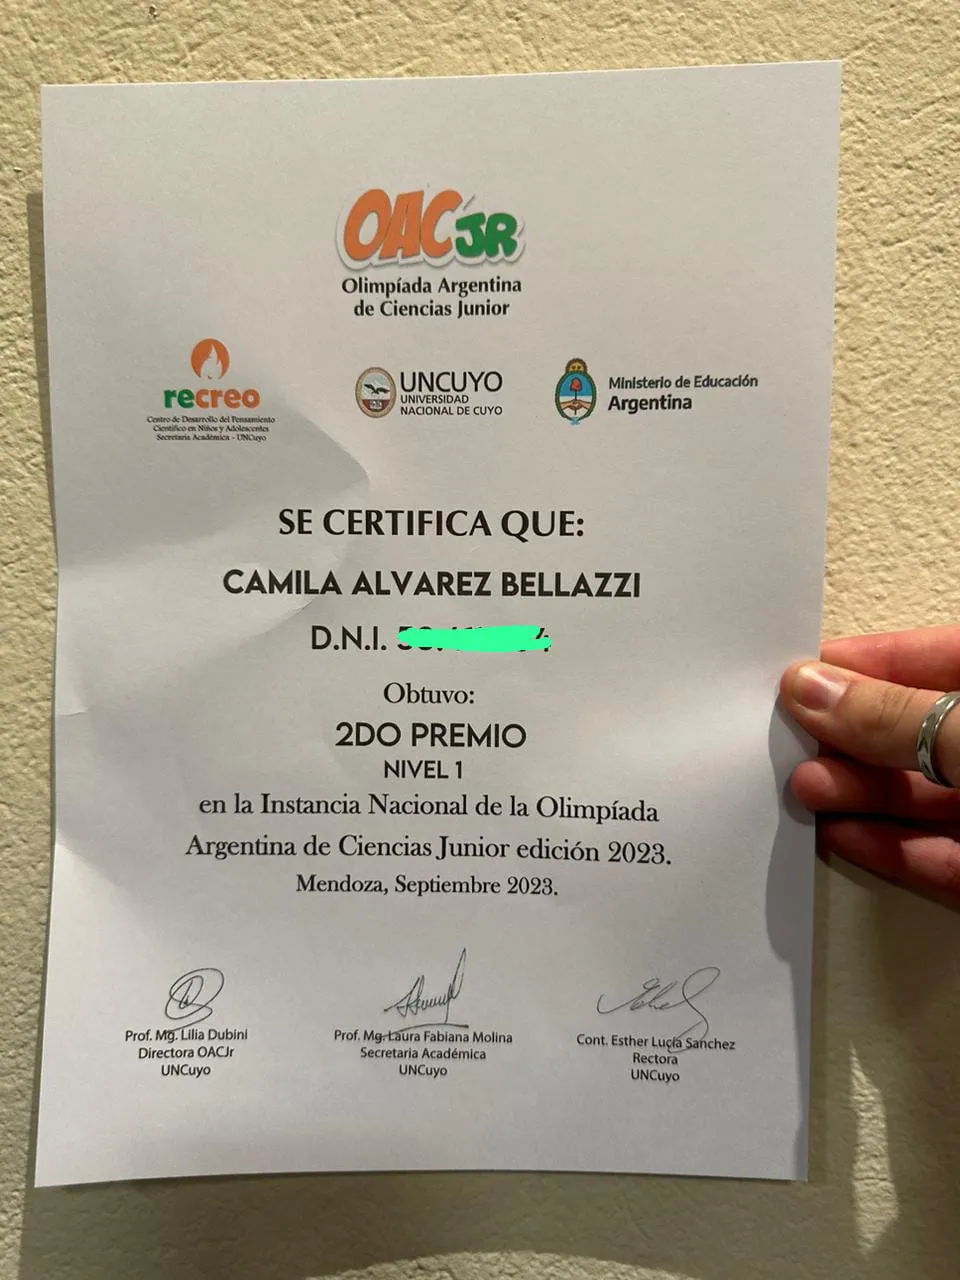 OAC JR
Olimpíada Argentina
de Ciencias Junior
recreo
Centro de Desarrollo del Pensamiento
Científico en Niños y Adolescentes
Secretaría Académica - UNCuyo
UNCUYO
UNIVERSIDAD
NACIONAL DE CUYO
Ministerio de Educación
Argentina
SE CERTIFICA QUE:
CAMILA ALVAREZ BELLAZZI
D.N.I.
Obtuvo:
2DO PREMIO
NIVEL 1
en la Instancia Nacional de la Olimpíada
Argentina de Ciencias Junior edición 2023.
Mendoza, Septiembre 2023.
Prof. Mg. Lilia Dubini
Directora OACJr
UNCuyo
Prof. Mg. Laura Fabiana Molina
Secretaria Académica
UNCuyo
Cont. Esther Lucía Sanchez
Rectora
UNCuyo